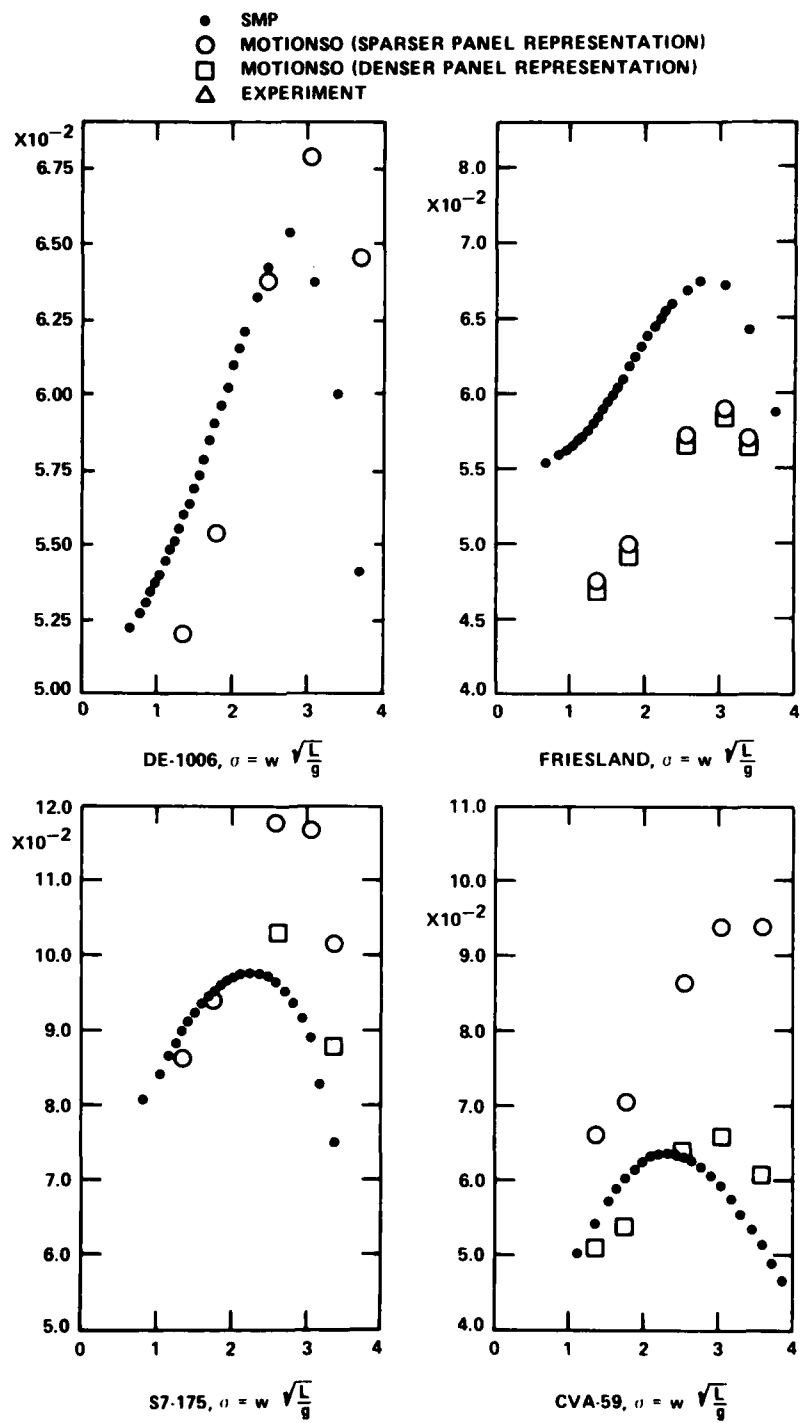 SMP
MOTIONSO (SPARSER PANEL REPRESENTATION)
MOTIONSO (DENSER PANEL REPRESENTATION)
EXPERIMENT
X10−2
6.75
6.50
6.25
6.00
5.75
5.50
5.25
5.00
0 1 2 3 4
DE-1006, σ = w √L/g
8.0
X10−2
7.0
6.5
6.0
5.5
5.0
4.5
4.0
0 1 2 3 4
FRIESLAND, σ = w √L/g
12.0
X10−2
11.0
10.0
9.0
8.0
7.0
6.0
5.0
0 1 2 3 4
S7-175, σ = w √L/g
11.0
10.0
X10−2
9.0
8.0
7.0
6.0
5.0
4.0
0 1 2 3 4
CVA-59, σ = w √L/g